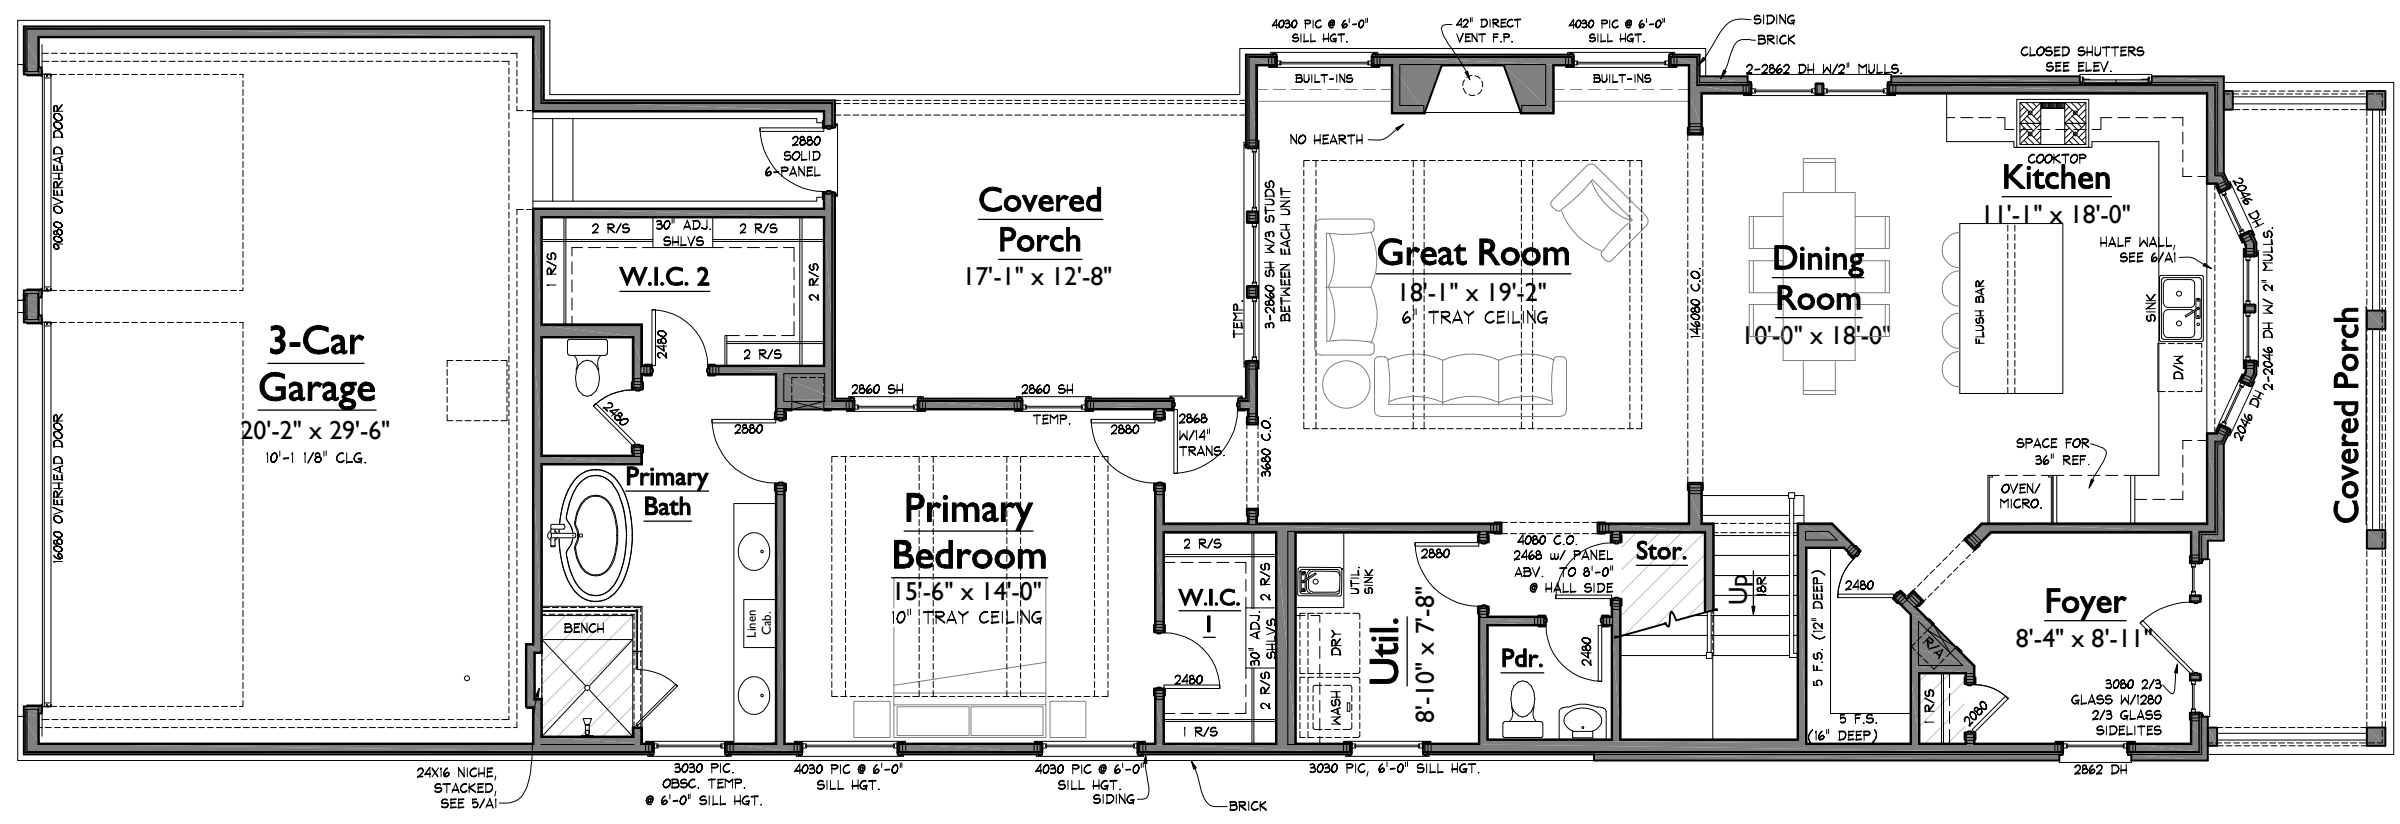 4030 PIC @ 6'-0"
SILL HGT.
42" DIRECT
VENT F.P.
4030 PIC @ 6'-0"
SILL HGT.
SIDING
BRICK
CLOSED SHUTTERS
SEE ELEV.
2-2862 DH W/2" MULLS.
BUILT-INS
BUILT-INS
NO HEARTH
9080 OVERHEAD DOOR
16080 OVERHEAD DOOR
3-Car
Garage
20'-2" x 29'-6"
10'-1 1/8" CLG.
2880
SOLID
6-PANEL
2 R/S
30" ADJ.
SHLVS
2 R/S
1 R/S
W.I.C. 2
2 R/S
2480
2 R/S
Covered
Porch
17'-1" x 12'-8"
TEMP.
3-2860 SH W/3 STUDS
BETWEEN EACH UNIT
Great Room
18'-1" x 19'-2"
6" TRAY CEILING
146080 C.O.
Dining
Room
10'-0" x 18'-0"
COOKTOP
Kitchen
11'-1" x 18'-0"
FLUSH BAR
SINK
D/W
HALF WALL,
SEE 6/A1
2046 DH
2-2046 DH W/ 2" MULLS.
2046 DH
SPACE FOR
36" REF.
OVEN/
MICRO.
Covered Porch
2480
Primary
Bath
2880
2860 SH
2860 SH
TEMP.
2880
2868
W/14"
TRANS.
3680 C.O.
Primary
Bedroom
15'-6" x 14'-0"
10" TRAY CEILING
Linen
Cab.
BENCH
2 R/S
W.I.C.
1
2 R/S
30" ADJ.
SHLVS
2 R/S
2480
1 R/S
UTIL.
SINK
2880
DRY
WASH
Util.
8'-10" x 7'-8"
4080 C.O.
2468 w/ PANEL
ABV. TO 8'-0"
@ HALL SIDE
Stor.
Pdr.
2480
Up
18R
5 F.S. (12" DEEP)
2480
5 F.S.
(16" DEEP)
R/A
1 R/S
2080
Foyer
8'-4" x 8'-11"
3080 2/3
GLASS W/1280
2/3 GLASS
SIDELITES
24X16 NICHE,
STACKED,
SEE 5/A1
3030 PIC.
OBSC. TEMP.
@ 6'-0" SILL HGT.
4030 PIC @ 6'-0"
SILL HGT.
4030 PIC @ 6'-0"
SILL HGT.
SIDING
BRICK
3030 PIC, 6'-0" SILL HGT.
2862 DH